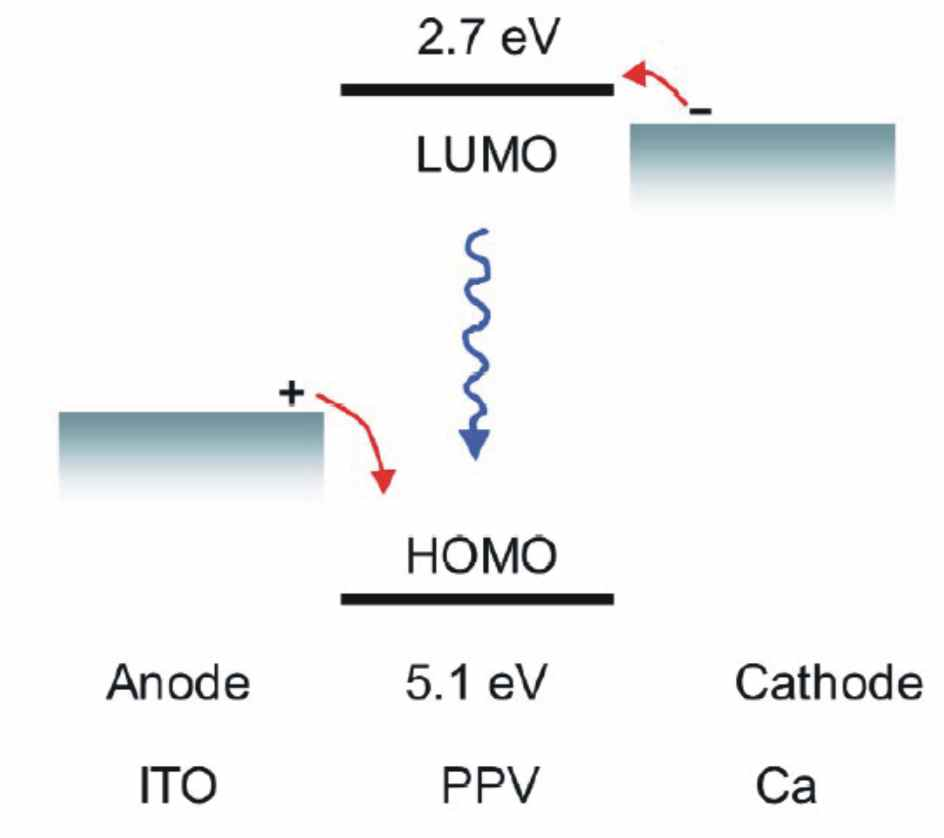 2.7 eV
LUMO
−
+
HOMO
Anode 5.1 eV Cathode
ITO PPV Ca